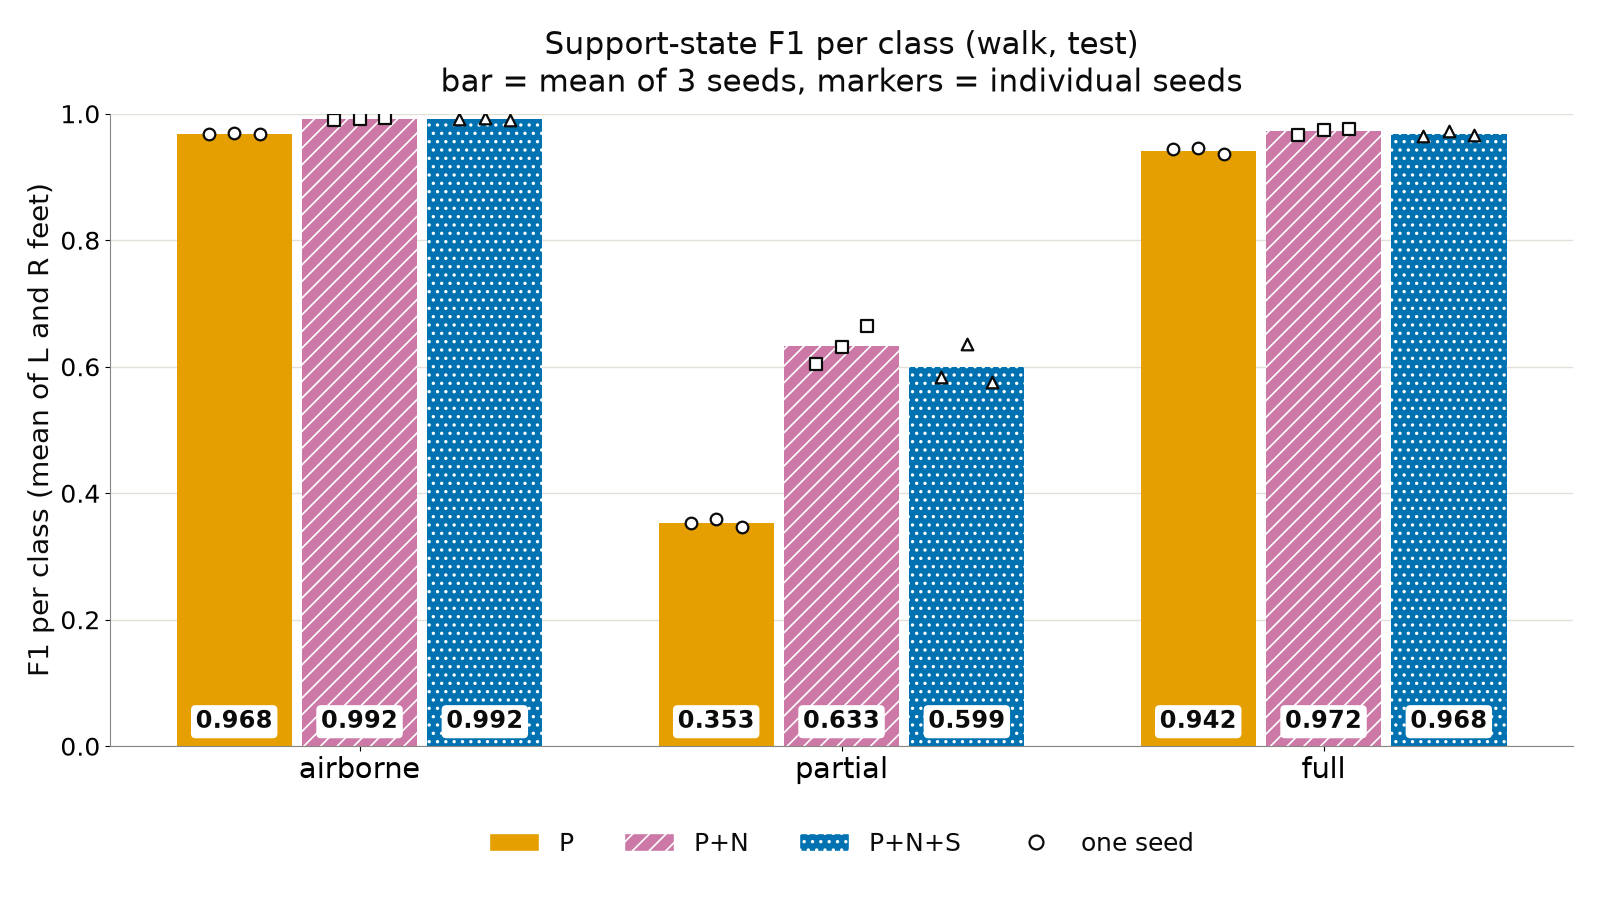 Support-state F1 per class (walk, test)
bar = mean of 3 seeds, markers = individual seeds
F1 per class (mean of L and R feet)
1.0
0.8
0.6
0.4
0.2
0.0
0.968 0.992 0.992 0.353 0.633 0.599 0.942 0.972 0.968
airborne partial full
P P+N P+N+S one seed